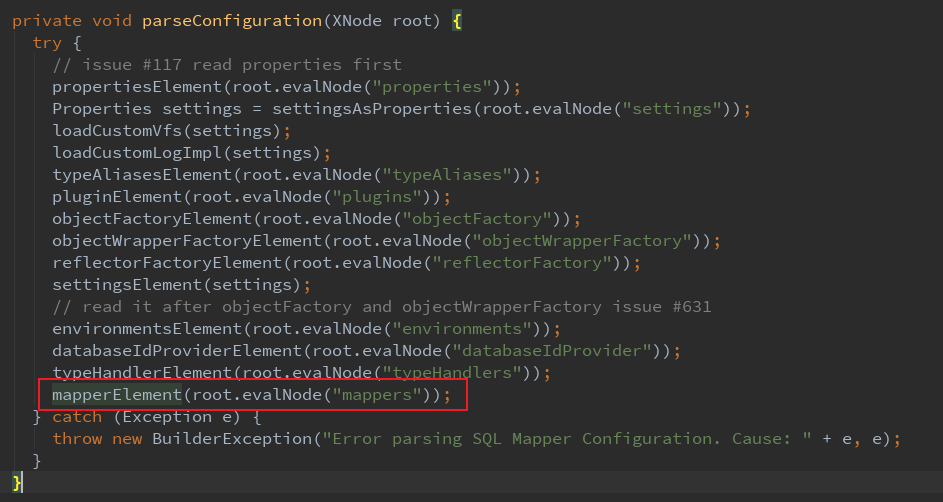 private void parseConfiguration(XNode root) {
try {
// issue #117 read properties first
propertiesElement(root.evalNode("properties"));
Properties settings = settingsAsProperties(root.evalNode("settings"));
loadCustomVfs(settings);
loadCustomLogImpl(settings);
typeAliasesElement(root.evalNode("typeAliases"));
pluginElement(root.evalNode("plugins"));
objectFactoryElement(root.evalNode("objectFactory"));
objectWrapperFactoryElement(root.evalNode("objectWrapperFactory"));
reflectorFactoryElement(root.evalNode("reflectorFactory"));
settingsElement(settings);
// read it after objectFactory and objectWrapperFactory issue #631
environmentsElement(root.evalNode("environments"));
databaseIdProviderElement(root.evalNode("databaseIdProvider"));
typeHandlerElement(root.evalNode("typeHandlers"));
mapperElement(root.evalNode("mappers"));
} catch (Exception e) {
throw new BuilderException("Error parsing SQL Mapper Configuration. Cause: " + e, e);
}
}